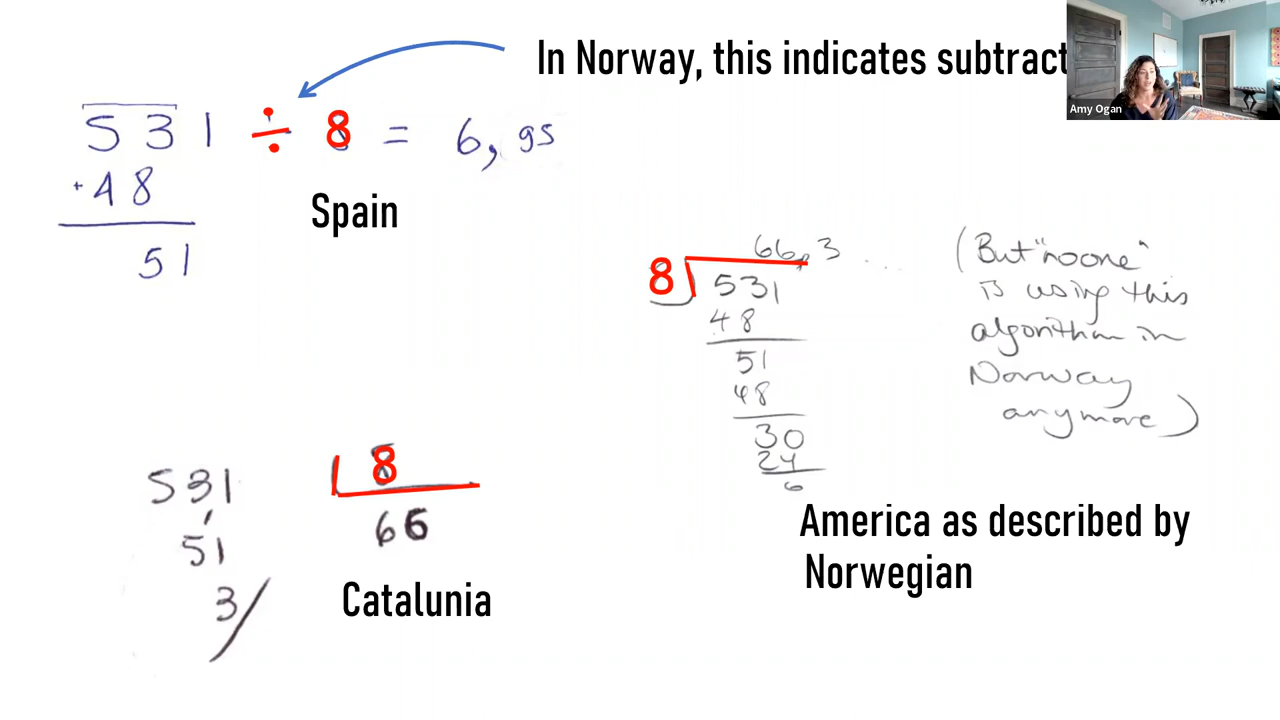 In Norway, this indicates subtract
Amy Ogan
531 ÷ 8 = 6,95
+48
51
Spain
66,3 ...
8 531
48
51
48
30
24
6
(But "no one"
is using this
algorithm in
Norway
anymore)
America as described by
Norwegian
531 8
51 66
3/
Catalunia